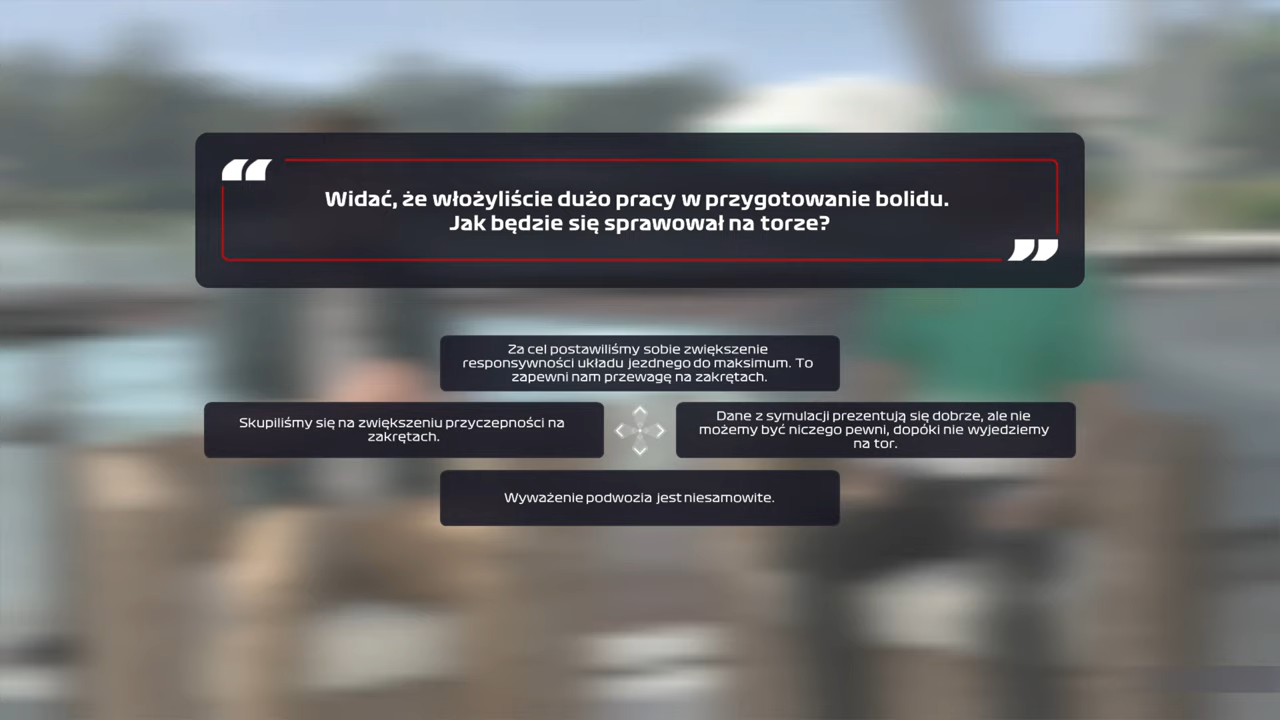 Widać, że włożyliście dużo pracy w przygotowanie bolidu.
Jak będzie się sprawował na torze?
Za cel postawiliśmy sobie zwiększenie
responsywności układu jezdnego do maksimum. To
zapewni nam przewagę na zakrętach.
Skupiliśmy się na zwiększeniu przyczepności na
zakrętach.
Dane z symulacji prezentują się dobrze, ale nie
możemy być niczego pewni, dopóki nie wyjedziemy
na tor.
Wyważenie podwozia jest niesamowite.